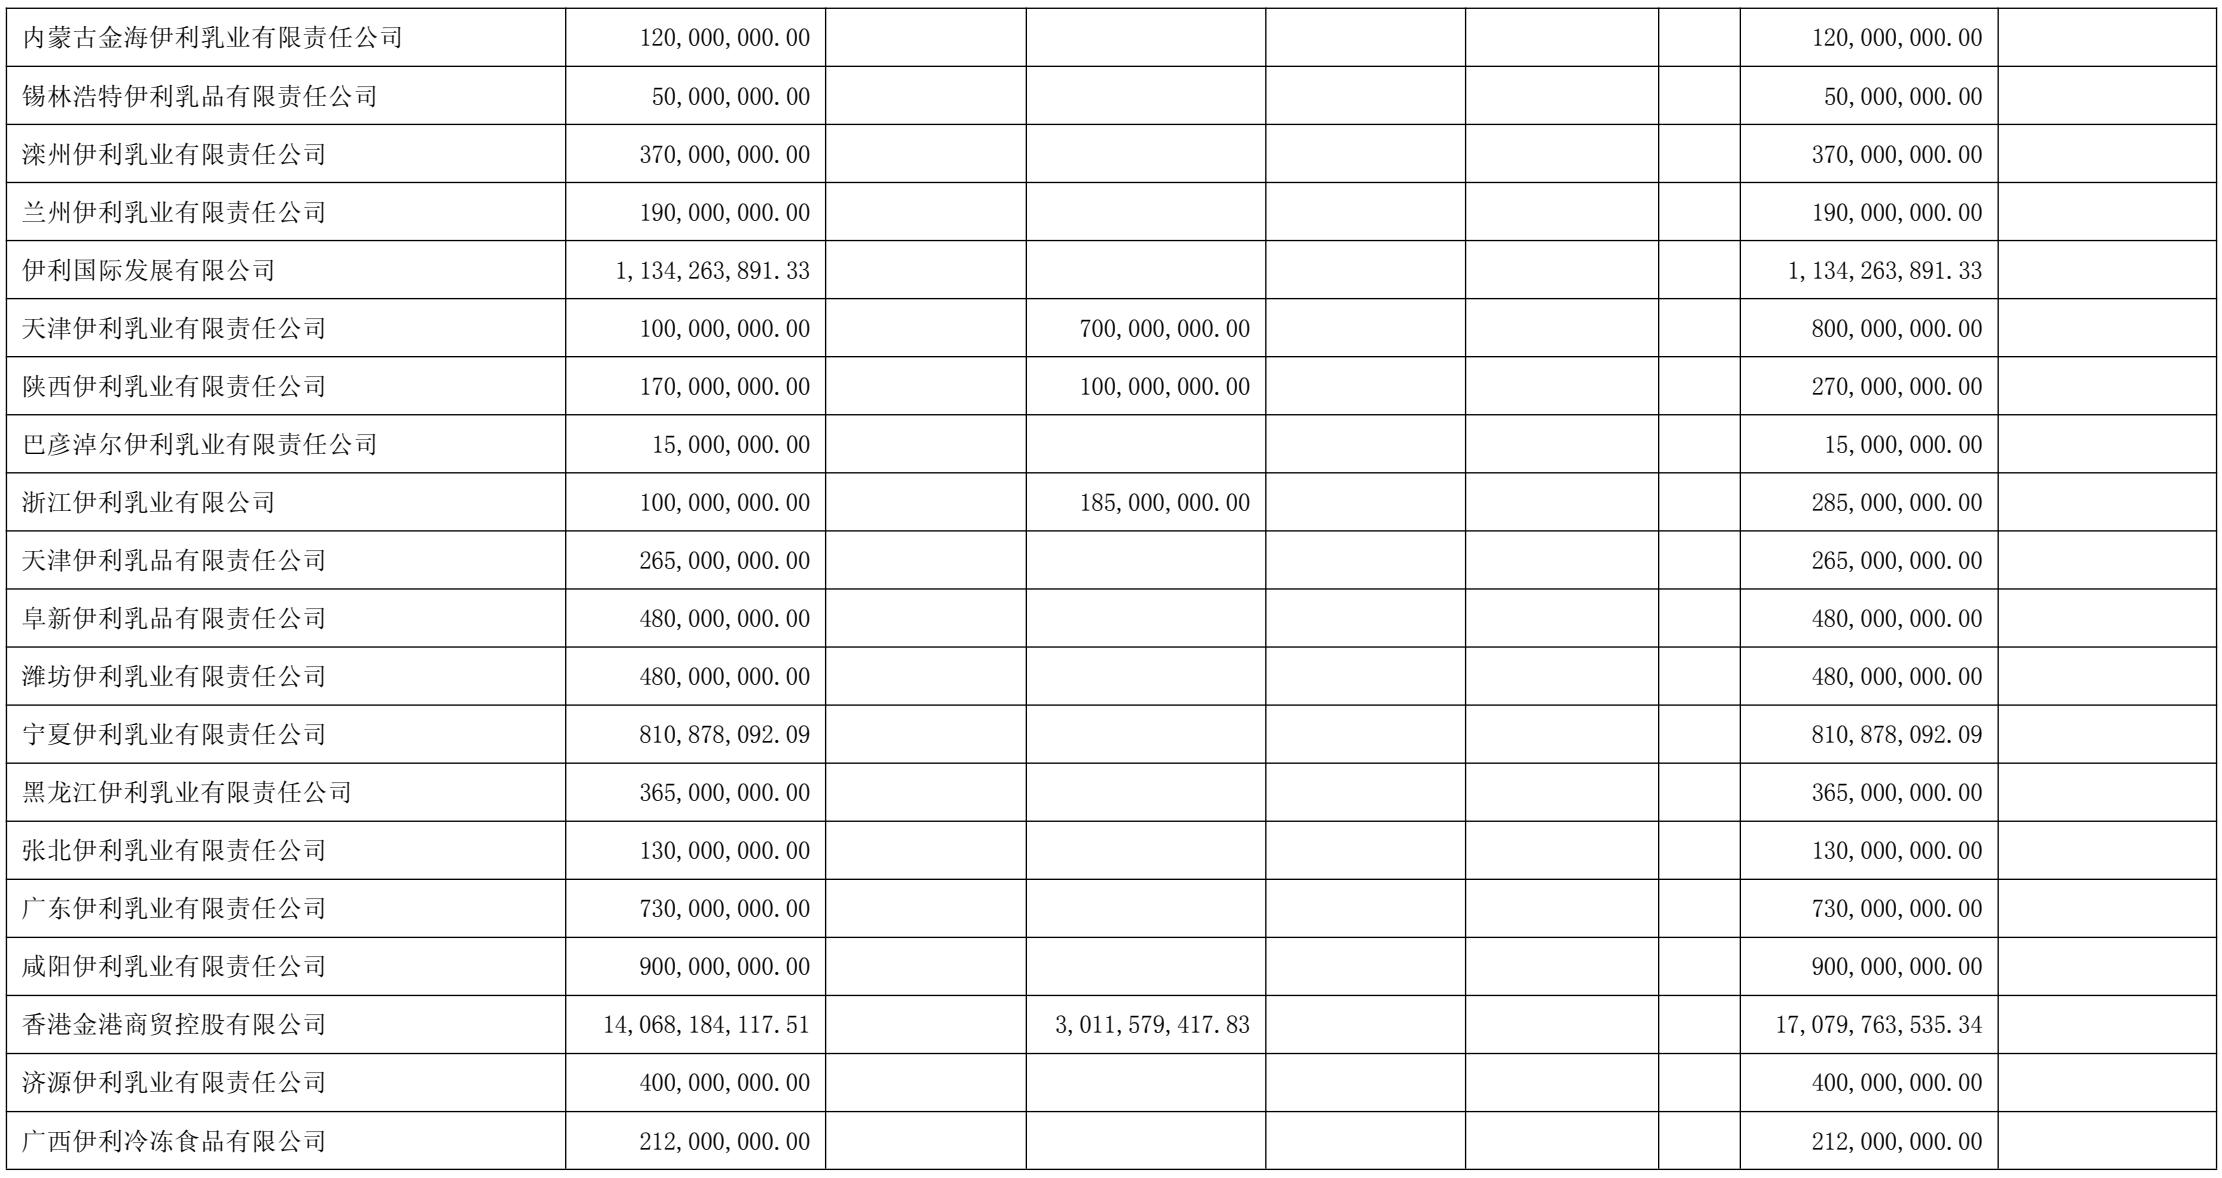 内蒙古金海伊利乳业有限责任公司 120,000,000.00 120,000,000.00
锡林浩特伊利乳品有限责任公司 50,000,000.00 50,000,000.00
滦州伊利乳业有限责任公司 370,000,000.00 370,000,000.00
兰州伊利乳业有限责任公司 190,000,000.00 190,000,000.00
伊利国际发展有限公司 1,134,263,891.33 1,134,263,891.33
天津伊利乳业有限责任公司 100,000,000.00 700,000,000.00 800,000,000.00
陕西伊利乳业有限责任公司 170,000,000.00 100,000,000.00 270,000,000.00
巴彦淖尔伊利乳业有限责任公司 15,000,000.00 15,000,000.00
浙江伊利乳业有限公司 100,000,000.00 185,000,000.00 285,000,000.00
天津伊利乳品有限责任公司 265,000,000.00 265,000,000.00
阜新伊利乳品有限责任公司 480,000,000.00 480,000,000.00
潍坊伊利乳业有限责任公司 480,000,000.00 480,000,000.00
宁夏伊利乳业有限责任公司 810,878,092.09 810,878,092.09
黑龙江伊利乳业有限责任公司 365,000,000.00 365,000,000.00
张北伊利乳业有限责任公司 130,000,000.00 130,000,000.00
广东伊利乳业有限责任公司 730,000,000.00 730,000,000.00
咸阳伊利乳业有限责任公司 900,000,000.00 900,000,000.00
香港金港商贸控股有限公司 14,068,184,117.51 3,011,579,417.83 17,079,763,535.34
济源伊利乳业有限责任公司 400,000,000.00 400,000,000.00
广西伊利冷冻食品有限公司 212,000,000.00 212,000,000.00